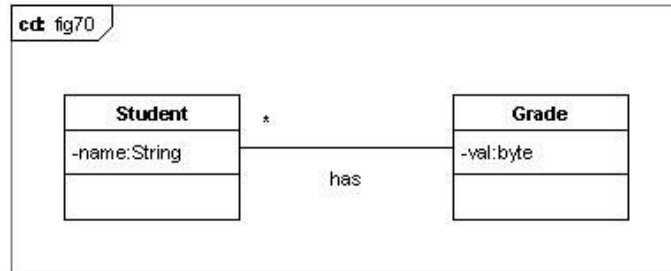 cd: fig70
Student
-name:String
*
has
Grade
-val:byte